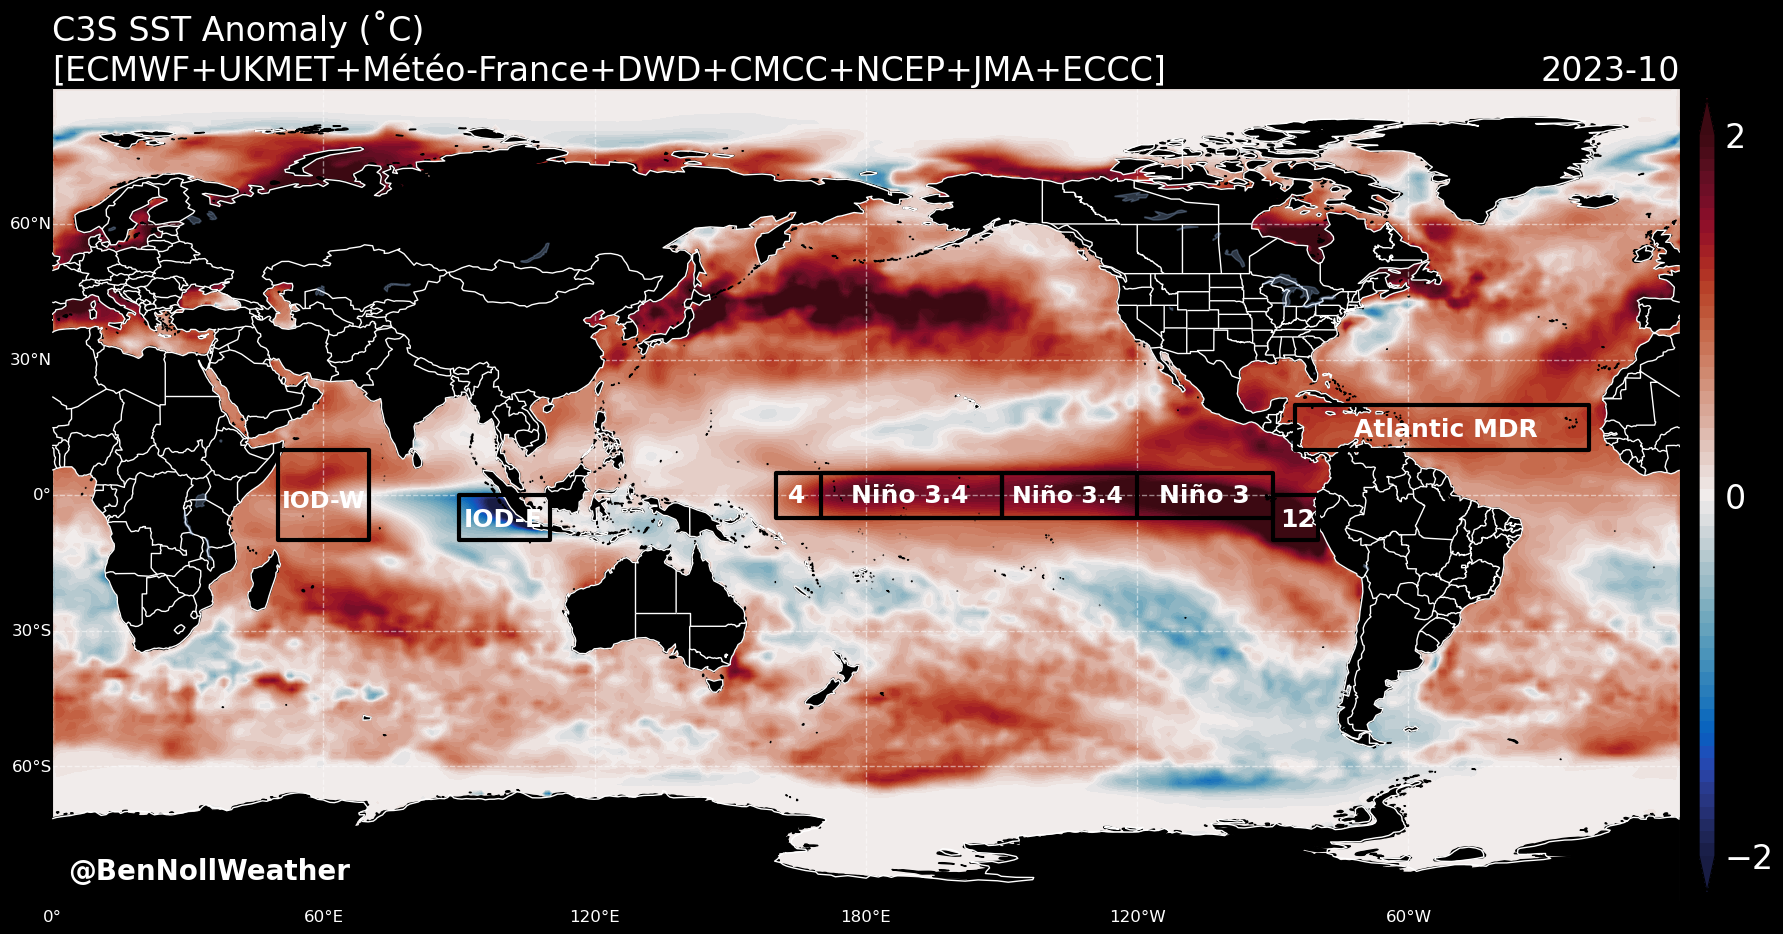 C3S SST Anomaly (˚C)
[ECMWF+UKMET+Météo-France+DWD+CMCC+NCEP+JMA+ECCC]
2023-10
2
60°N
30°N
Atlantic MDR
0°
IOD-W
IOD-E
4
Niño 3.4
Niño 3.4
Niño 3
12
0
30°S
60°S
−2
@BenNollWeather
0°
60°E
120°E
180°E
120°W
60°W